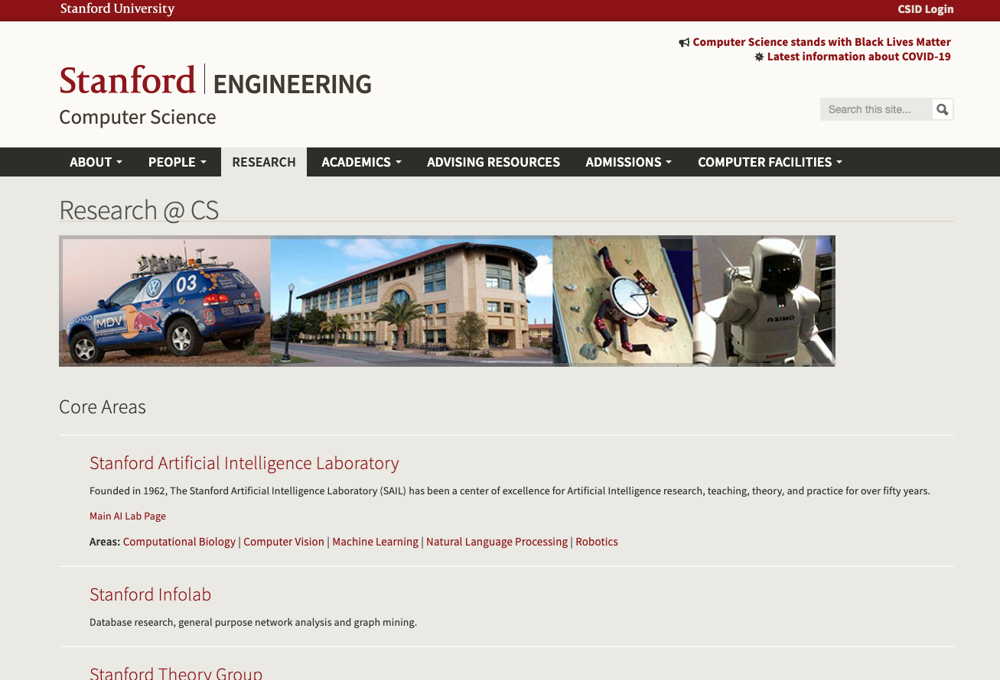 Stanford University
CSID Login
Computer Science stands with Black Lives Matter
Latest information about COVID-19
Stanford ENGINEERING
Computer Science
Search this site...
ABOUT PEOPLE RESEARCH ACADEMICS ADVISING RESOURCES ADMISSIONS COMPUTER FACILITIES
Research @ CS
03
MDV
Red Bull
ASIMO
HONDA
Core Areas
Stanford Artificial Intelligence Laboratory
Founded in 1962, The Stanford Artificial Intelligence Laboratory (SAIL) has been a center of excellence for Artificial Intelligence research, teaching, theory, and practice for over fifty years.
Main AI Lab Page
Areas: Computational Biology | Computer Vision | Machine Learning | Natural Language Processing | Robotics
Stanford Infolab
Database research, general purpose network analysis and graph mining.
Stanford Theory Group